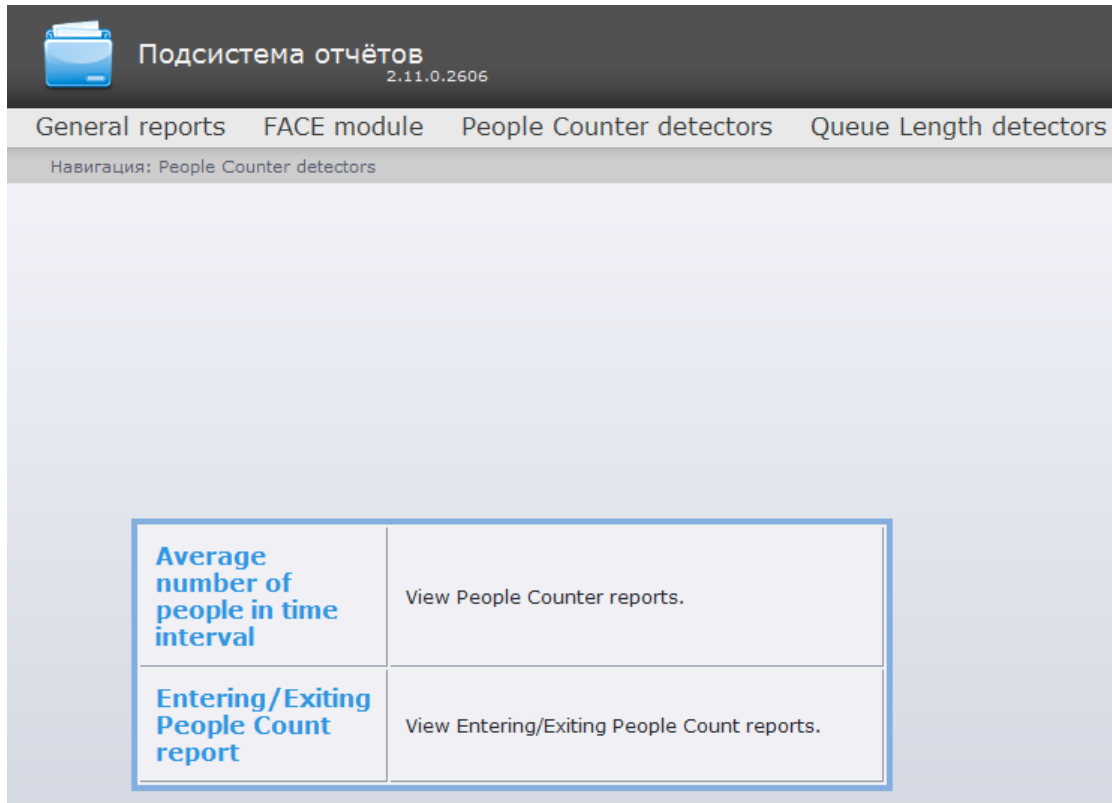 Подсистема отчётов
2.11.0.2606
General reports FACE module People Counter detectors Queue Length detectors
Навигация: People Counter detectors
Average
number of
people in time
interval
View People Counter reports.
Entering/Exiting
People Count
report
View Entering/Exiting People Count reports.